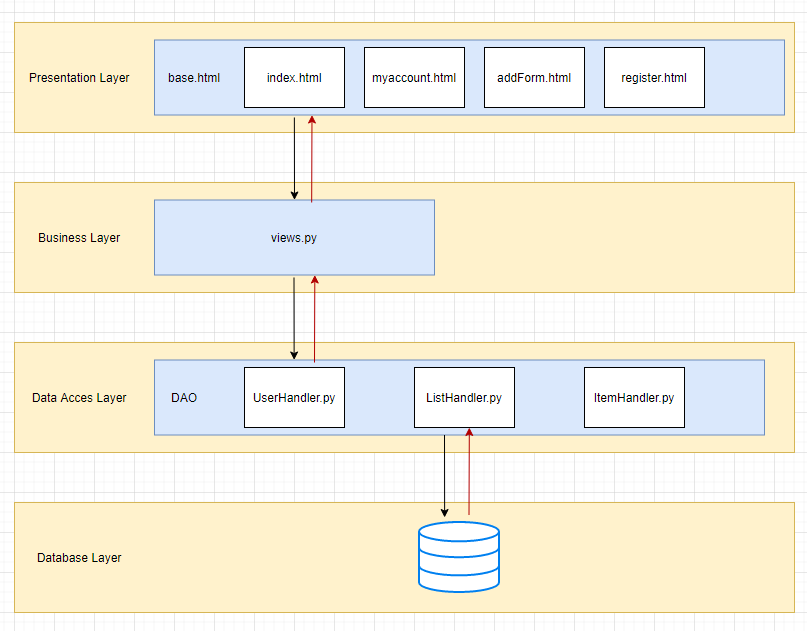 Presentation Layer
base.html
index.html
myaccount.html
addForm.html
register.html
Business Layer
views.py
Data Acces Layer
DAO
UserHandler.py
ListHandler.py
ItemHandler.py
Database Layer